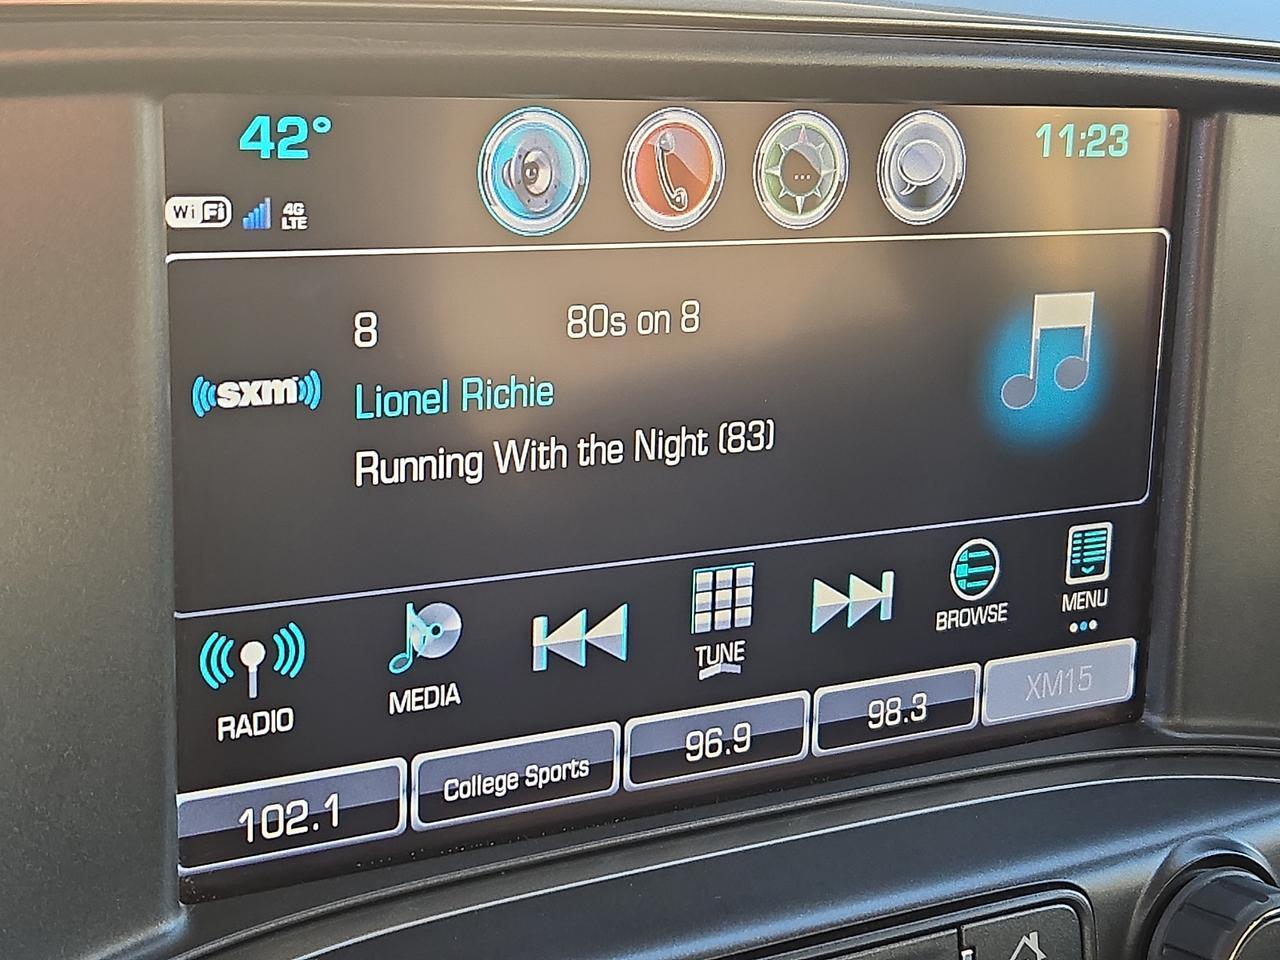 42°
11:23
WiFi
4G
LTE
8
80s on 8
sxm
Lionel Richie
Running With the Night (83)
RADIO
MEDIA
TUNE
BROWSE
MENU
102.1
College Sports
96.9
98.3
XM15